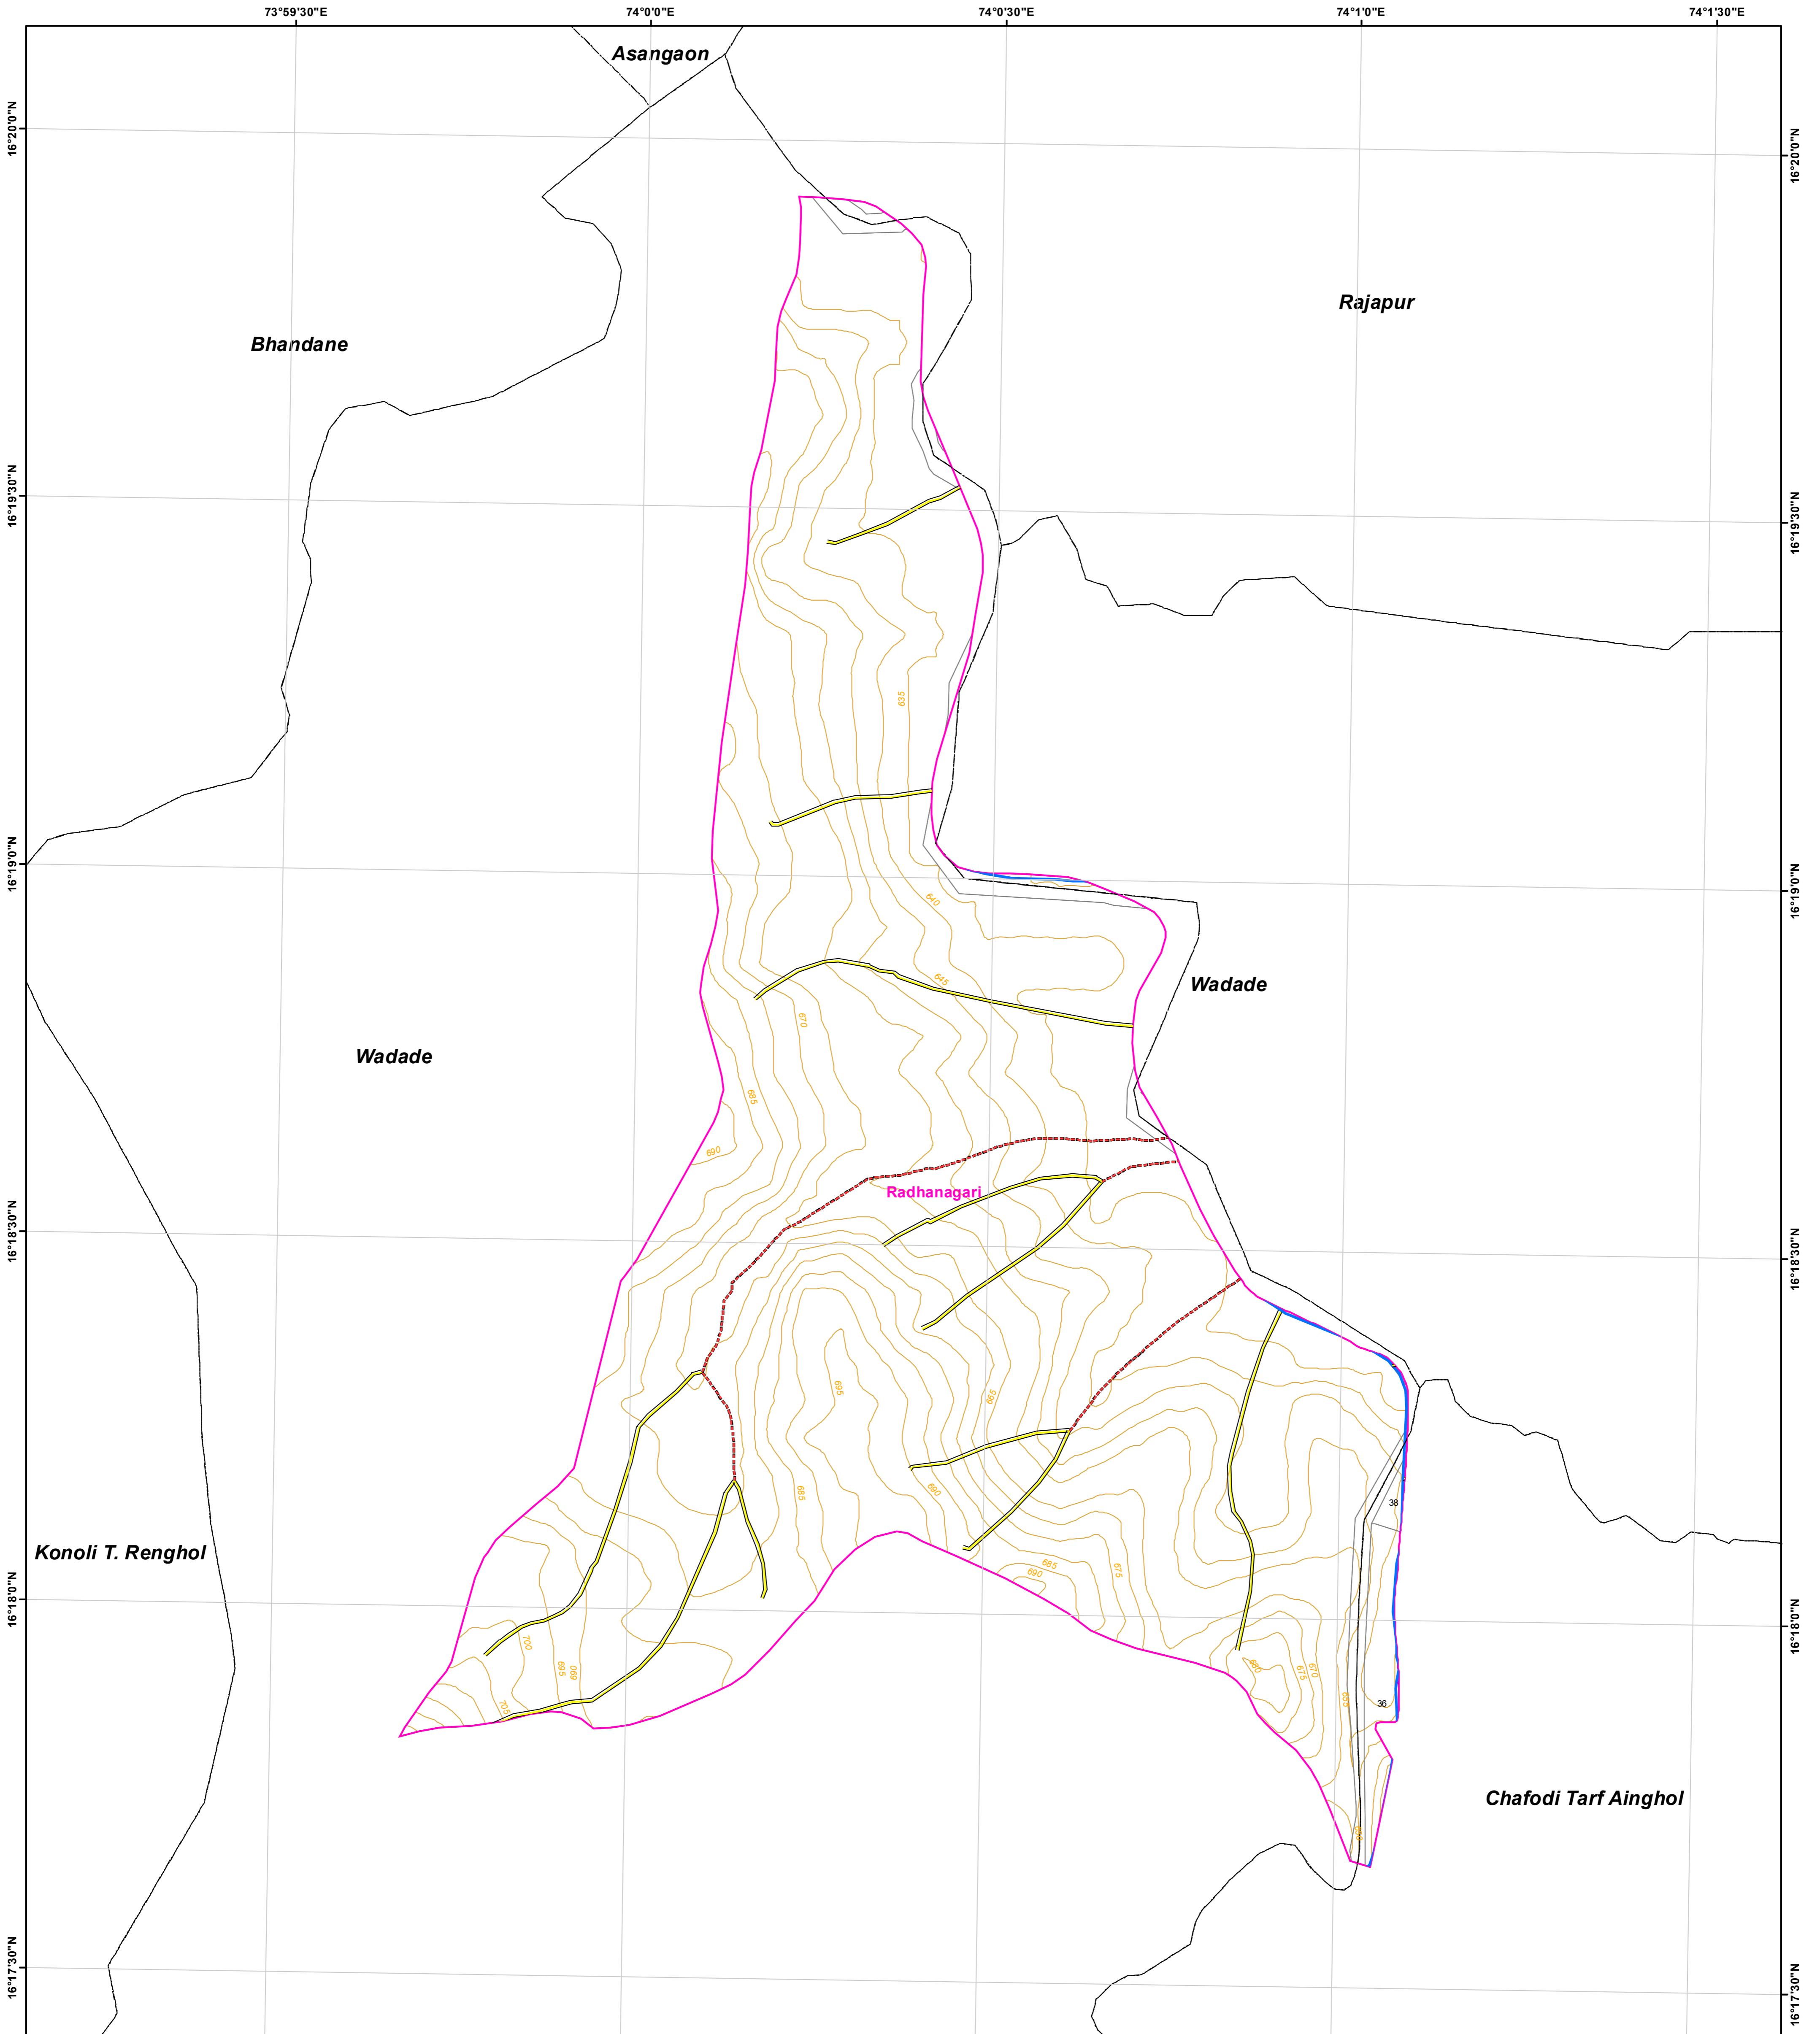 73°59'30"E
74°0'0"E
74°0'30"E
74°1'0"E
74°1'30"E
Asangaon
16°20'0"N
16°20'0"N
Rajapur
Bhandane
16°19'30"N
16°19'30"N
635
16°19'0"N
16°19'0"N
640
645
Wadade
670
Wadade
685
690
Radhanagari
16°18'30"N
16°18'30"N
695
665
685
690
38
Konoli T. Renghol
685
675
690
16°18'0"N
16°18'0"N
700
695
690
680
675
670
655
705
36
Chafodi Tarf Ainghol
16°17'30"N
16°17'30"N